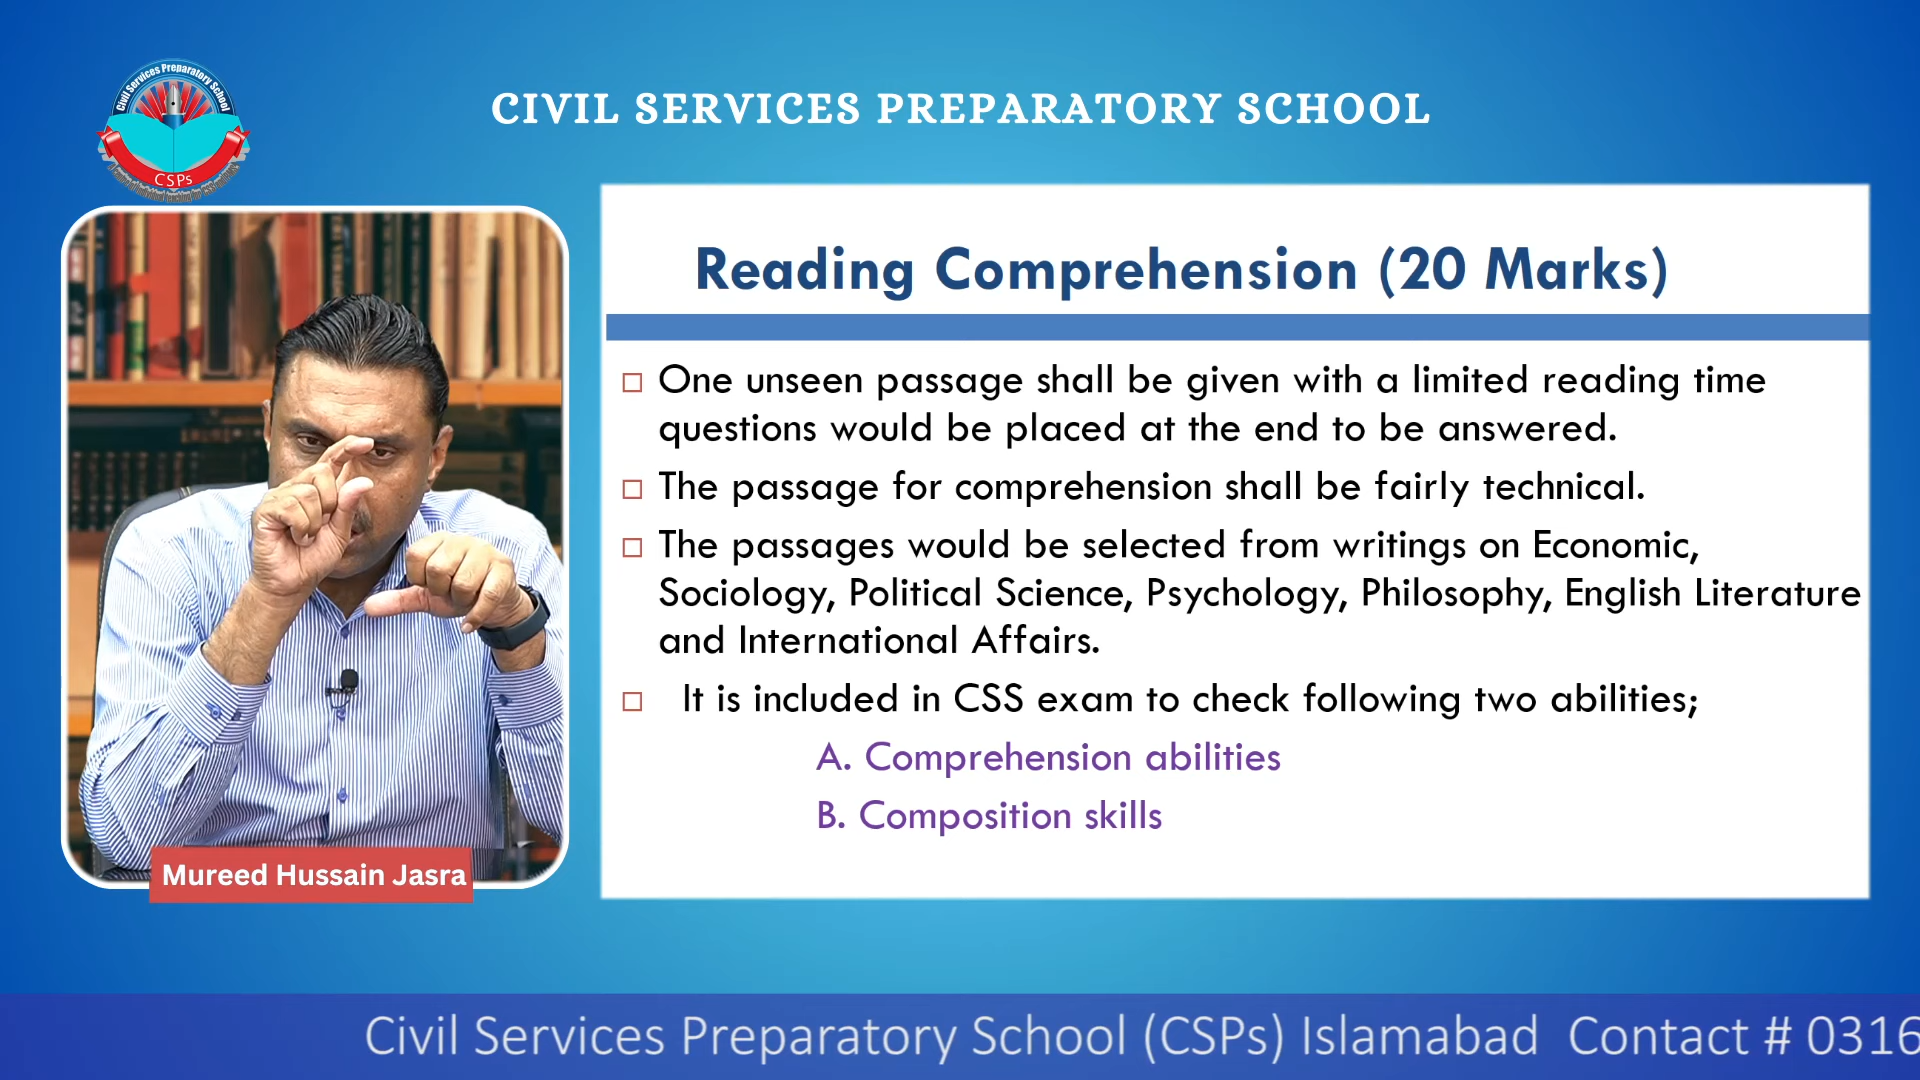 Civil Services Preparatory School
CSPs
CIVIL SERVICES PREPARATORY SCHOOL
Reading Comprehension (20 Marks)
One unseen passage shall be given with a limited reading time
questions would be placed at the end to be answered.
The passage for comprehension shall be fairly technical.
The passages would be selected from writings on Economic,
Sociology, Political Science, Psychology, Philosophy, English Literature
and International Affairs.
It is included in CSS exam to check following two abilities;
A. Comprehension abilities
B. Composition skills
Mureed Hussain Jasra
Civil Services Preparatory School (CSPs) Islamabad Contact # 0316